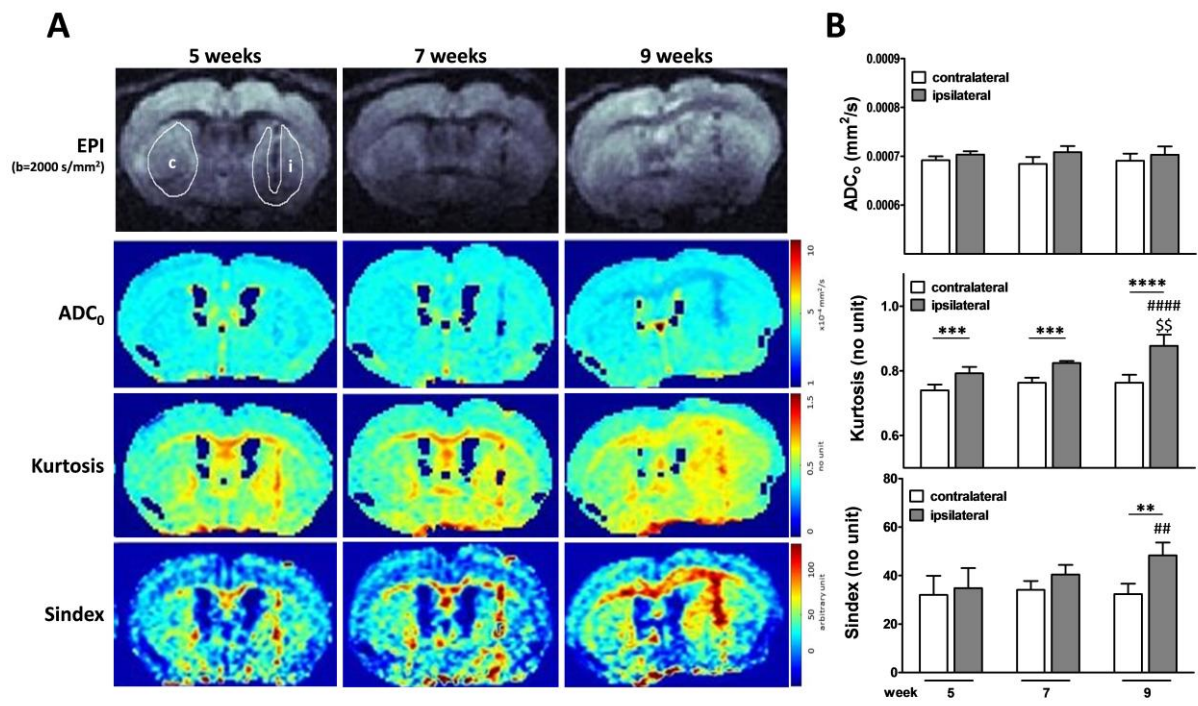 A
5 weeks
7 weeks
9 weeks
EPI
(b=2000 s/mm²)
c
i
ADC₀
10
5
1
x10⁻⁴ mm²/s
Kurtosis
1.5
0.5
0
no unit
Sindex
100
50
0
arbitrary unit
B
contralateral
ipsilateral
0.0009
0.0008
0.0007
0.0006
ADC₀ (mm²/s)
contralateral
ipsilateral
****
####
$$
***
***
1.0
0.8
0.6
Kurtosis (no unit)
contralateral
ipsilateral
**
##
80
60
40
20
0
Sindex (no unit)
week
5
7
9